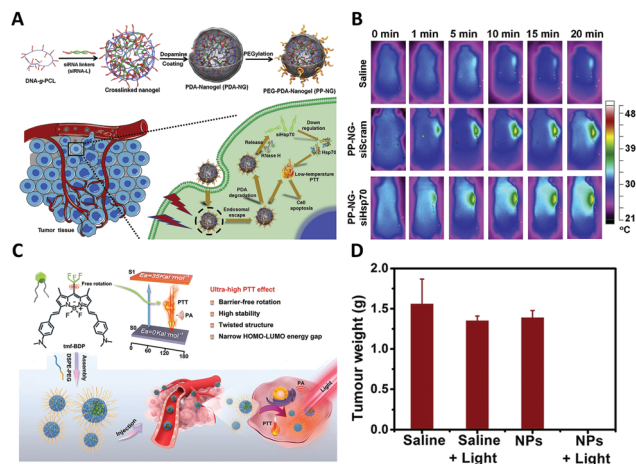 A
siRNA linkers
(siRNA-L)
Dopamine
Coating
PEGylation
DNA-g-PCL
Crosslinked nanogel
PDA-Nanogel (PDA-NG)
PEG-PDA-Nanogel (PP-NG)
siHsp70
Down
regulation
Release
RNase H
Hsp70
Low-temperature
PTT
PDA
degradation
Endosomal
escape
Cell
apoptosis
Tumor tissue
B
0 min 1 min 5 min 10 min 15 min 20 min
Saline
PP-NG-
siScram
PP-NG-
siHsp70
48
39
30
21
°C
C
F F F
Free rotation
S1
Ea=35Kal·mol⁻¹
PTT
PA
S0
Ea=0Kal·mol⁻¹
0 60 120 180
Ultra-high PTT effect
Barrier-free rotation
High stability
Twisted structure
Narrow HOMO-LUMO energy gap
N N
B
F F
N N
tmf-BDP
DSPE-PEG
Assembly
Injection
PA
PTT
Light
D
Tumour weight (g)
2.0
1.5
1.0
0.5
0.0
Saline Saline NPs NPs
+ Light + Light